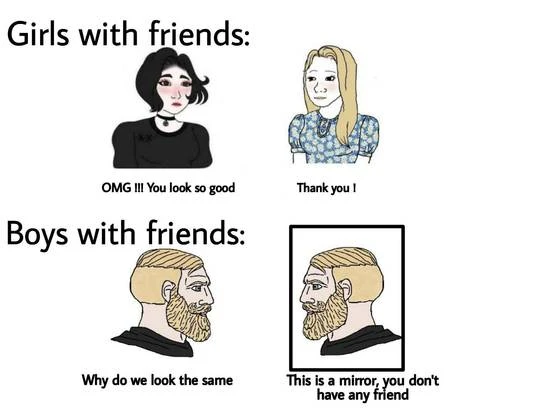 Girls with friends:
OMG !!! You look so good
Thank you !
Boys with friends:
Why do we look the same
This is a mirror, you don't
have any friend